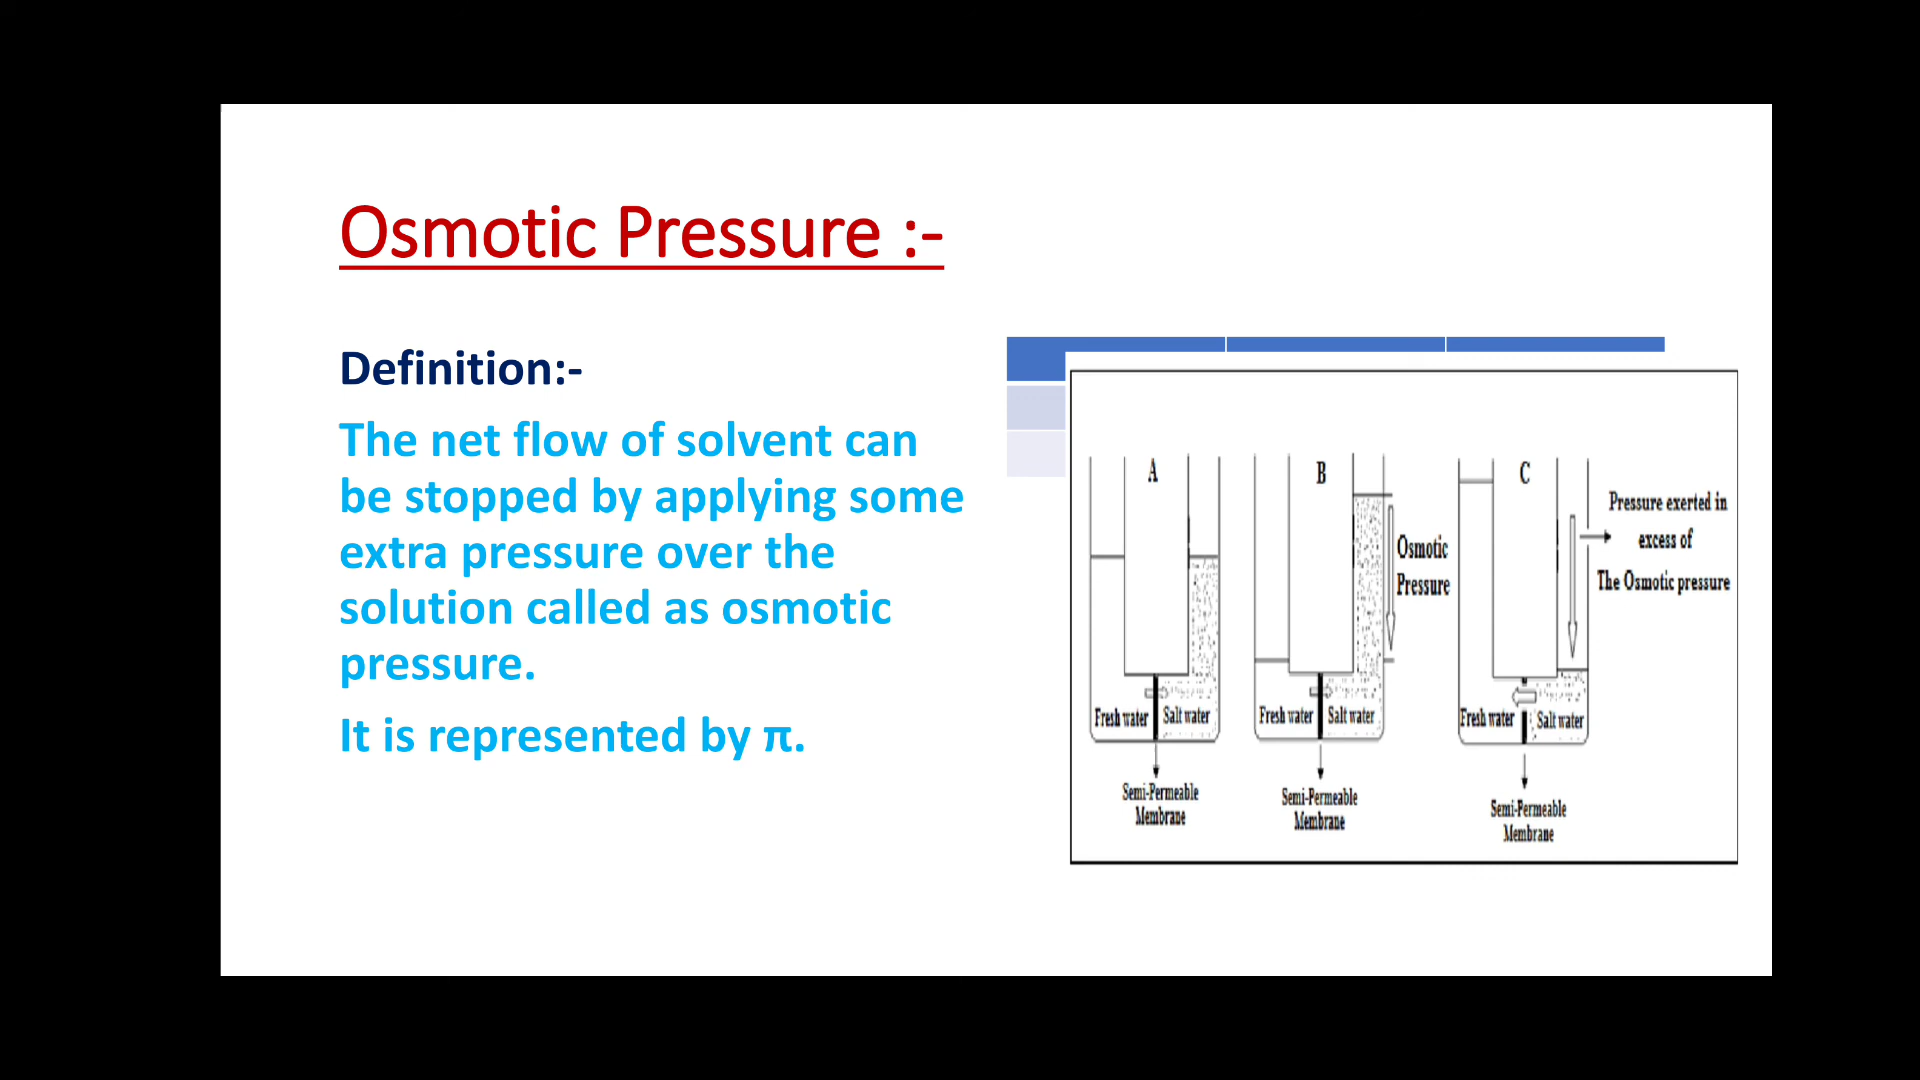 Osmotic Pressure :-
Definition:-
The net flow of solvent can
be stopped by applying some
extra pressure over the
solution called as osmotic
pressure.
It is represented by π.
A
Fresh water
Salt water
Semi-Permeable
Membrane
B
Osmotic
Pressure
Fresh water
Salt water
Semi-Permeable
Membrane
C
Pressure exerted in
excess of
The Osmotic pressure
Fresh water
Salt water
Semi-Permeable
Membrane